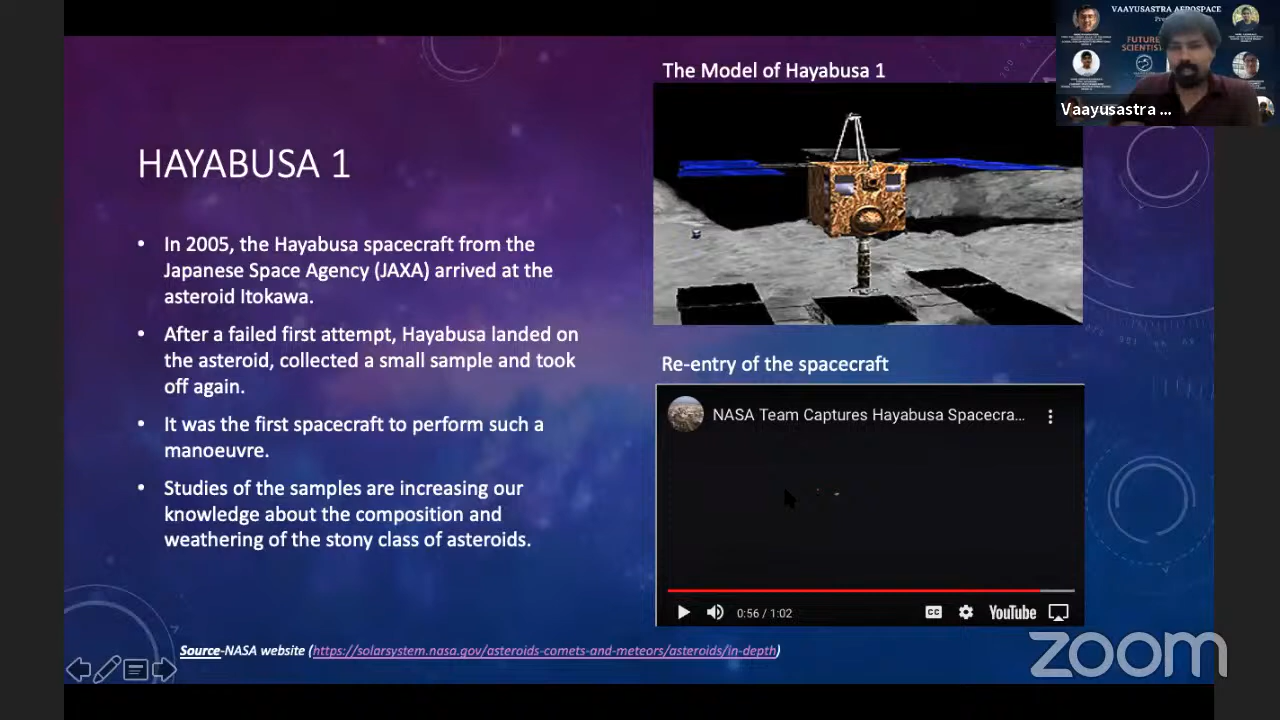 VAAYUSASTRA AEROSPACE
FUTURE
SCIENTIST
Vaayusastra ...
The Model of Hayabusa 1
HAYABUSA 1
• In 2005, the Hayabusa spacecraft from the
Japanese Space Agency (JAXA) arrived at the
asteroid Itokawa.
• After a failed first attempt, Hayabusa landed on
the asteroid, collected a small sample and took
off again.
• It was the first spacecraft to perform such a
manoeuvre.
• Studies of the samples are increasing our
knowledge about the composition and
weathering of the stony class of asteroids.
Re-entry of the spacecraft
NASA Team Captures Hayabusa Spacecra...
0:56 / 1:02
CC
YouTube
Source-NASA website (https://solarsystem.nasa.gov/asteroids-comets-and-meteors/asteroids/in-depth)
zoom